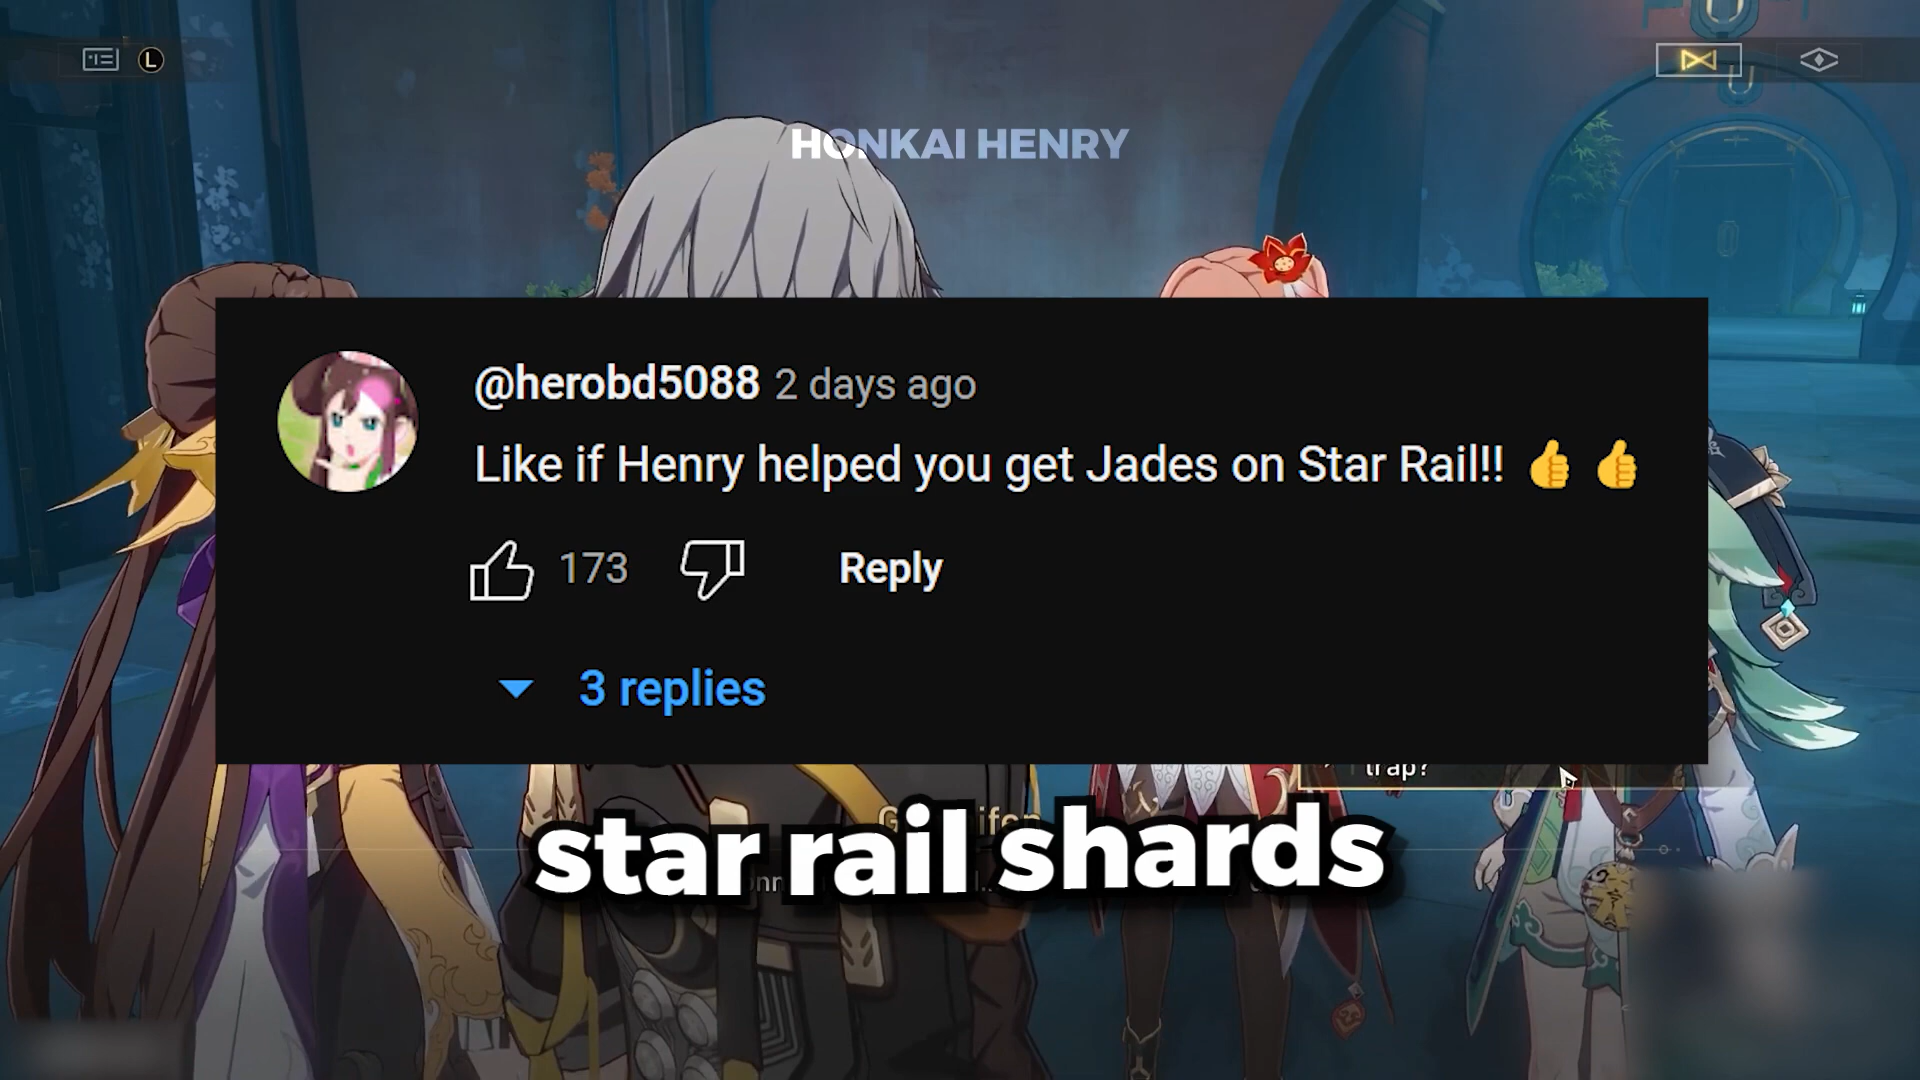 L
HONKAI HENRY
@herobd5088 2 days ago
Like if Henry helped you get Jades on Star Rail!! 👍 👍
173 Reply
3 replies
trap?
star rail shards